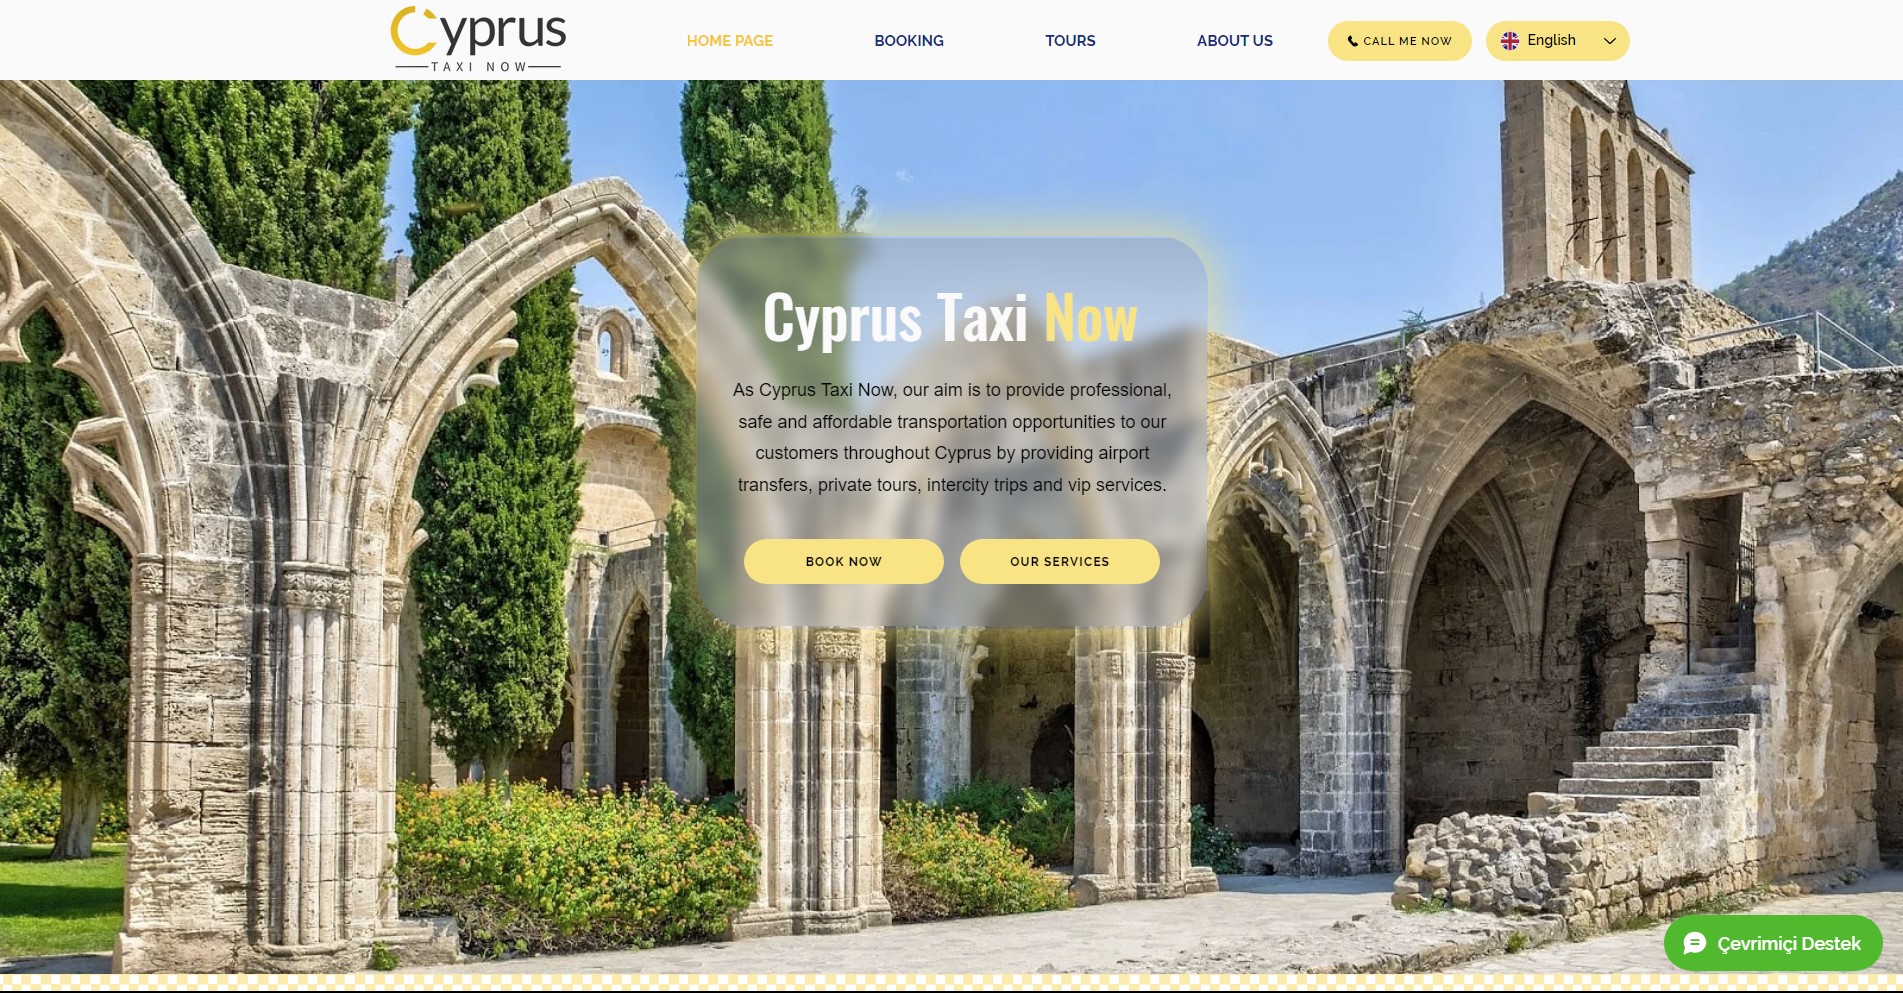 Cyprus
TAXI NOW
HOME PAGE
BOOKING
TOURS
ABOUT US
CALL ME NOW
English
Cyprus Taxi Now
As Cyprus Taxi Now, our aim is to provide professional,
safe and affordable transportation opportunities to our
customers throughout Cyprus by providing airport
transfers, private tours, intercity trips and vip services.
BOOK NOW
OUR SERVICES
Çevrimiçi Destek